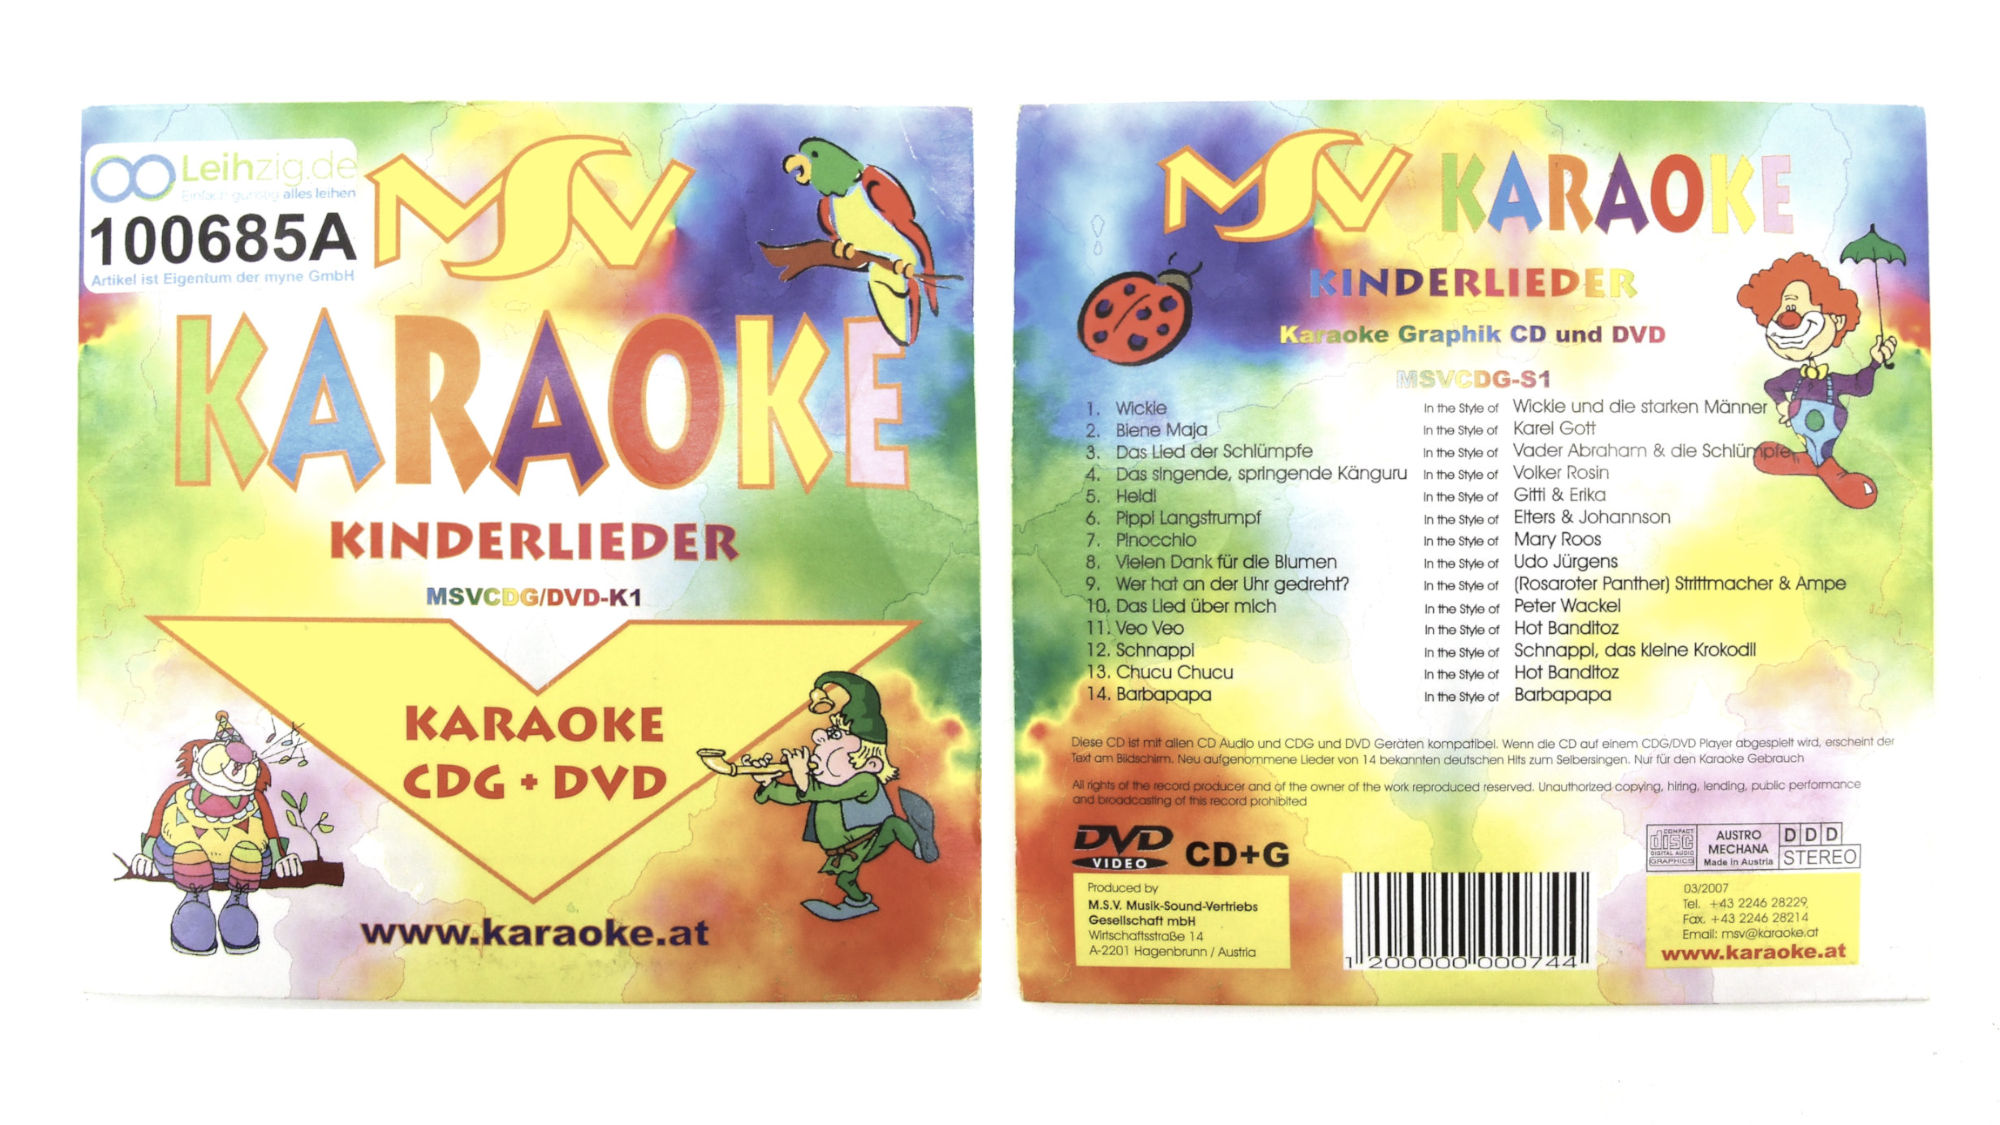 Leihzig.de
Einfach günstig alles leihen
100685A
Artikel ist Eigentum der myne GmbH
MSV
KARAOKE
KINDERLIEDER
MSVCDG/DVD-K1
KARAOKE
CDG + DVD
www.karaoke.at
MSV KARAOKE
KINDERLIEDER
Karaoke Graphik CD und DVD
MSVCDG-S1
1. Wickie In the Style of Wickie und die starken Männer
2. Biene Maja In the Style of Karel Gott
3. Das Lied der Schlümpfe In the Style of Vader Abraham & die Schlümpfe
4. Das singende, springende Känguru In the Style of Volker Rosin
5. Heidi In the Style of Gitti & Erika
6. Pippi Langstrumpf In the Style of Elfers & Johannson
7. Pinocchio In the Style of Mary Roos
8. Vielen Dank für die Blumen In the Style of Udo Jürgens
9. Wer hat an der Uhr gedreht? In the Style of (Rosaroter Panther) Strittmacher & Ampe
10. Das Lied über mich In the Style of Peter Wackel
11. Veo Veo In the Style of Hot Banditoz
12. Schnappi In the Style of Schnappi, das kleine Krokodil
13. Chucu Chucu In the Style of Hot Banditoz
14. Barbapapa In the Style of Barbapapa
Diese CD ist mit allen CD Audio und CDG und DVD Geräten kompatibel. Wenn die CD auf einem CDG/DVD Player abgespielt wird, erscheint der
Text am Bildschirm. Neu aufgenommene Lieder von 14 bekannten deutschen Hits zum Selbersingen. Nur für den Karaoke Gebrauch
All rights of the record producer and of the owner of the work reproduced reserved. Unauthorized copying, hiring, lending, public performance
and broadcasting of this record prohibited
DVD
VIDEO
CD+G
COMPACT
disc
DIGITAL AUDIO
GRAPHICS
AUSTRO
MECHANA
Made in Austria
DDD
STEREO
Produced by
M.S.V. Musik-Sound-Vertriebs
Gesellschaft mbH
Wirtschaftsstraße 14
A-2201 Hagenbrunn / Austria
1 200000 000744
03/2007
Tel. +43 2246 28229
Fax. +43 2246 28214
Email: msv@karaoke.at
www.karaoke.at